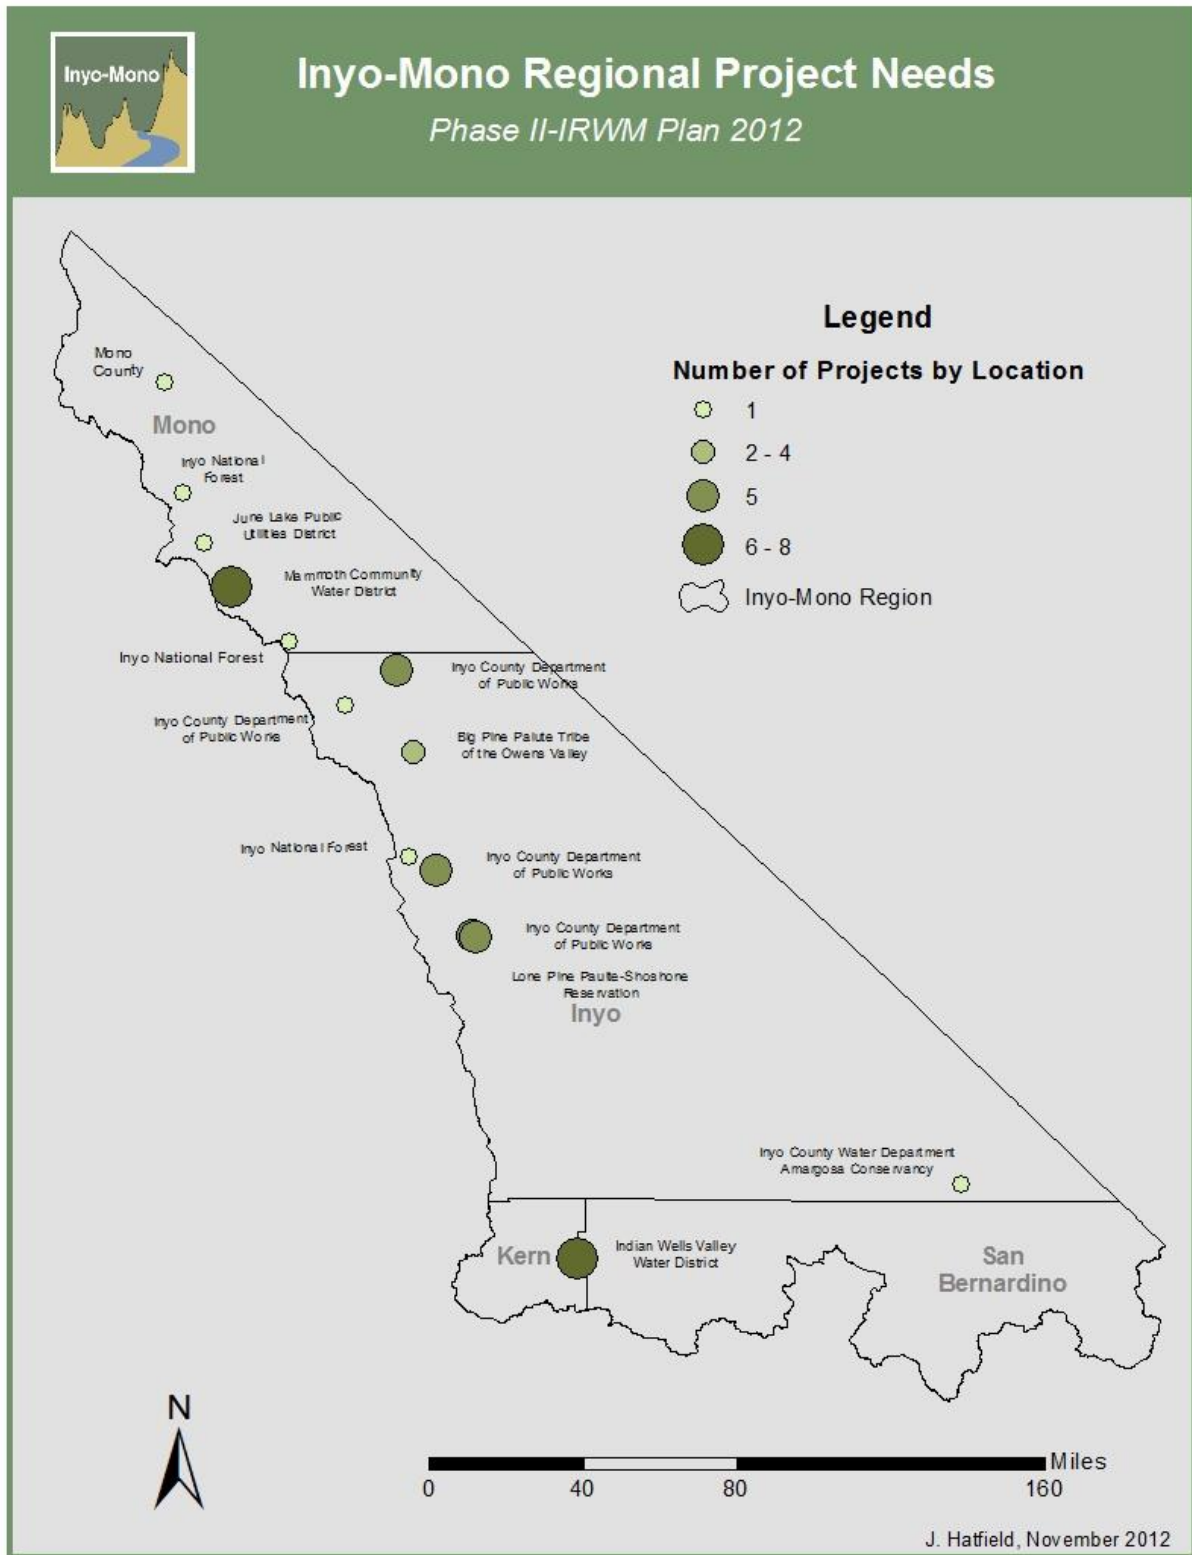 Inyo-Mono
Inyo-Mono Regional Project Needs
Phase II-IRWM Plan 2012
Legend
Number of Projects by Location
1
2 - 4
5
6 - 8
Inyo-Mono Region
Mono
County
Mono
Inyo National
Forest
June Lake Public
Utilities District
Mammoth Community
Water District
Inyo National Forest
Inyo County Department
of Public Works
Inyo County Department
of Public Works
Big Pine Paiute Tribe
of the Owens Valley
Inyo National Forest
Inyo County Department
of Public Works
Inyo County Department
of Public Works
Lone Pine Paiute-Shoshone
Reservation
Inyo
Inyo County Water Department
Amargosa Conservancy
Kern
Indian Wells Valley
Water District
San
Bernardino
N
Miles
0 40 80 160
J. Hatfield, November 2012